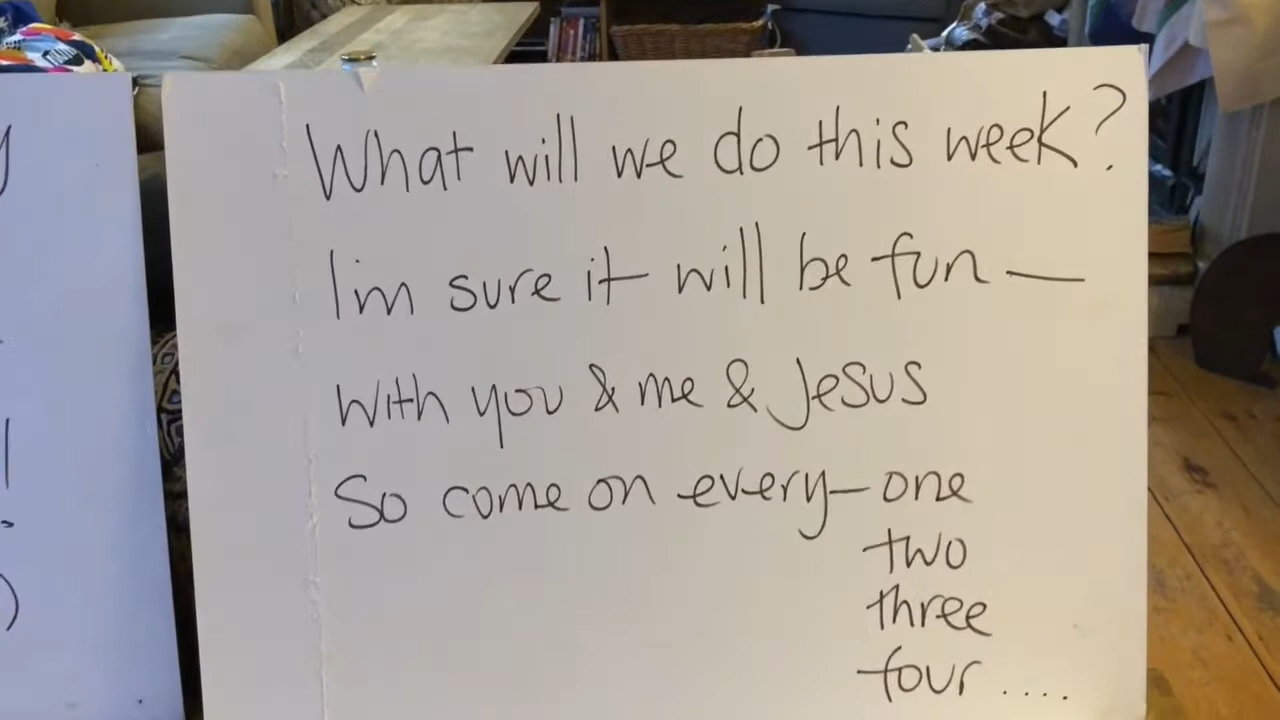 What will we do this week?
I'm sure it will be fun —
With you & me & Jesus
So come on every—one
two
three
four ....